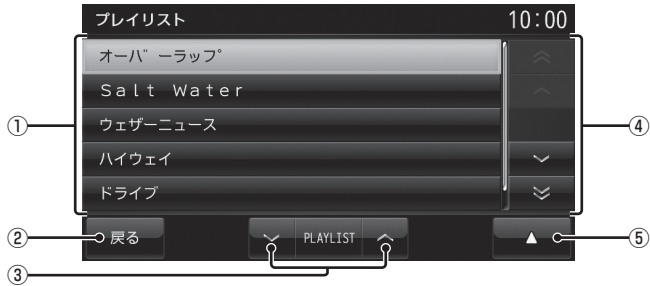 プレイリスト 10:00
オーバ゛ーラップ゜
Salt Water
ウェザーニュース
ハイウェイ
ドライブ
戻る PLAYLIST
①
②
③
④
⑤